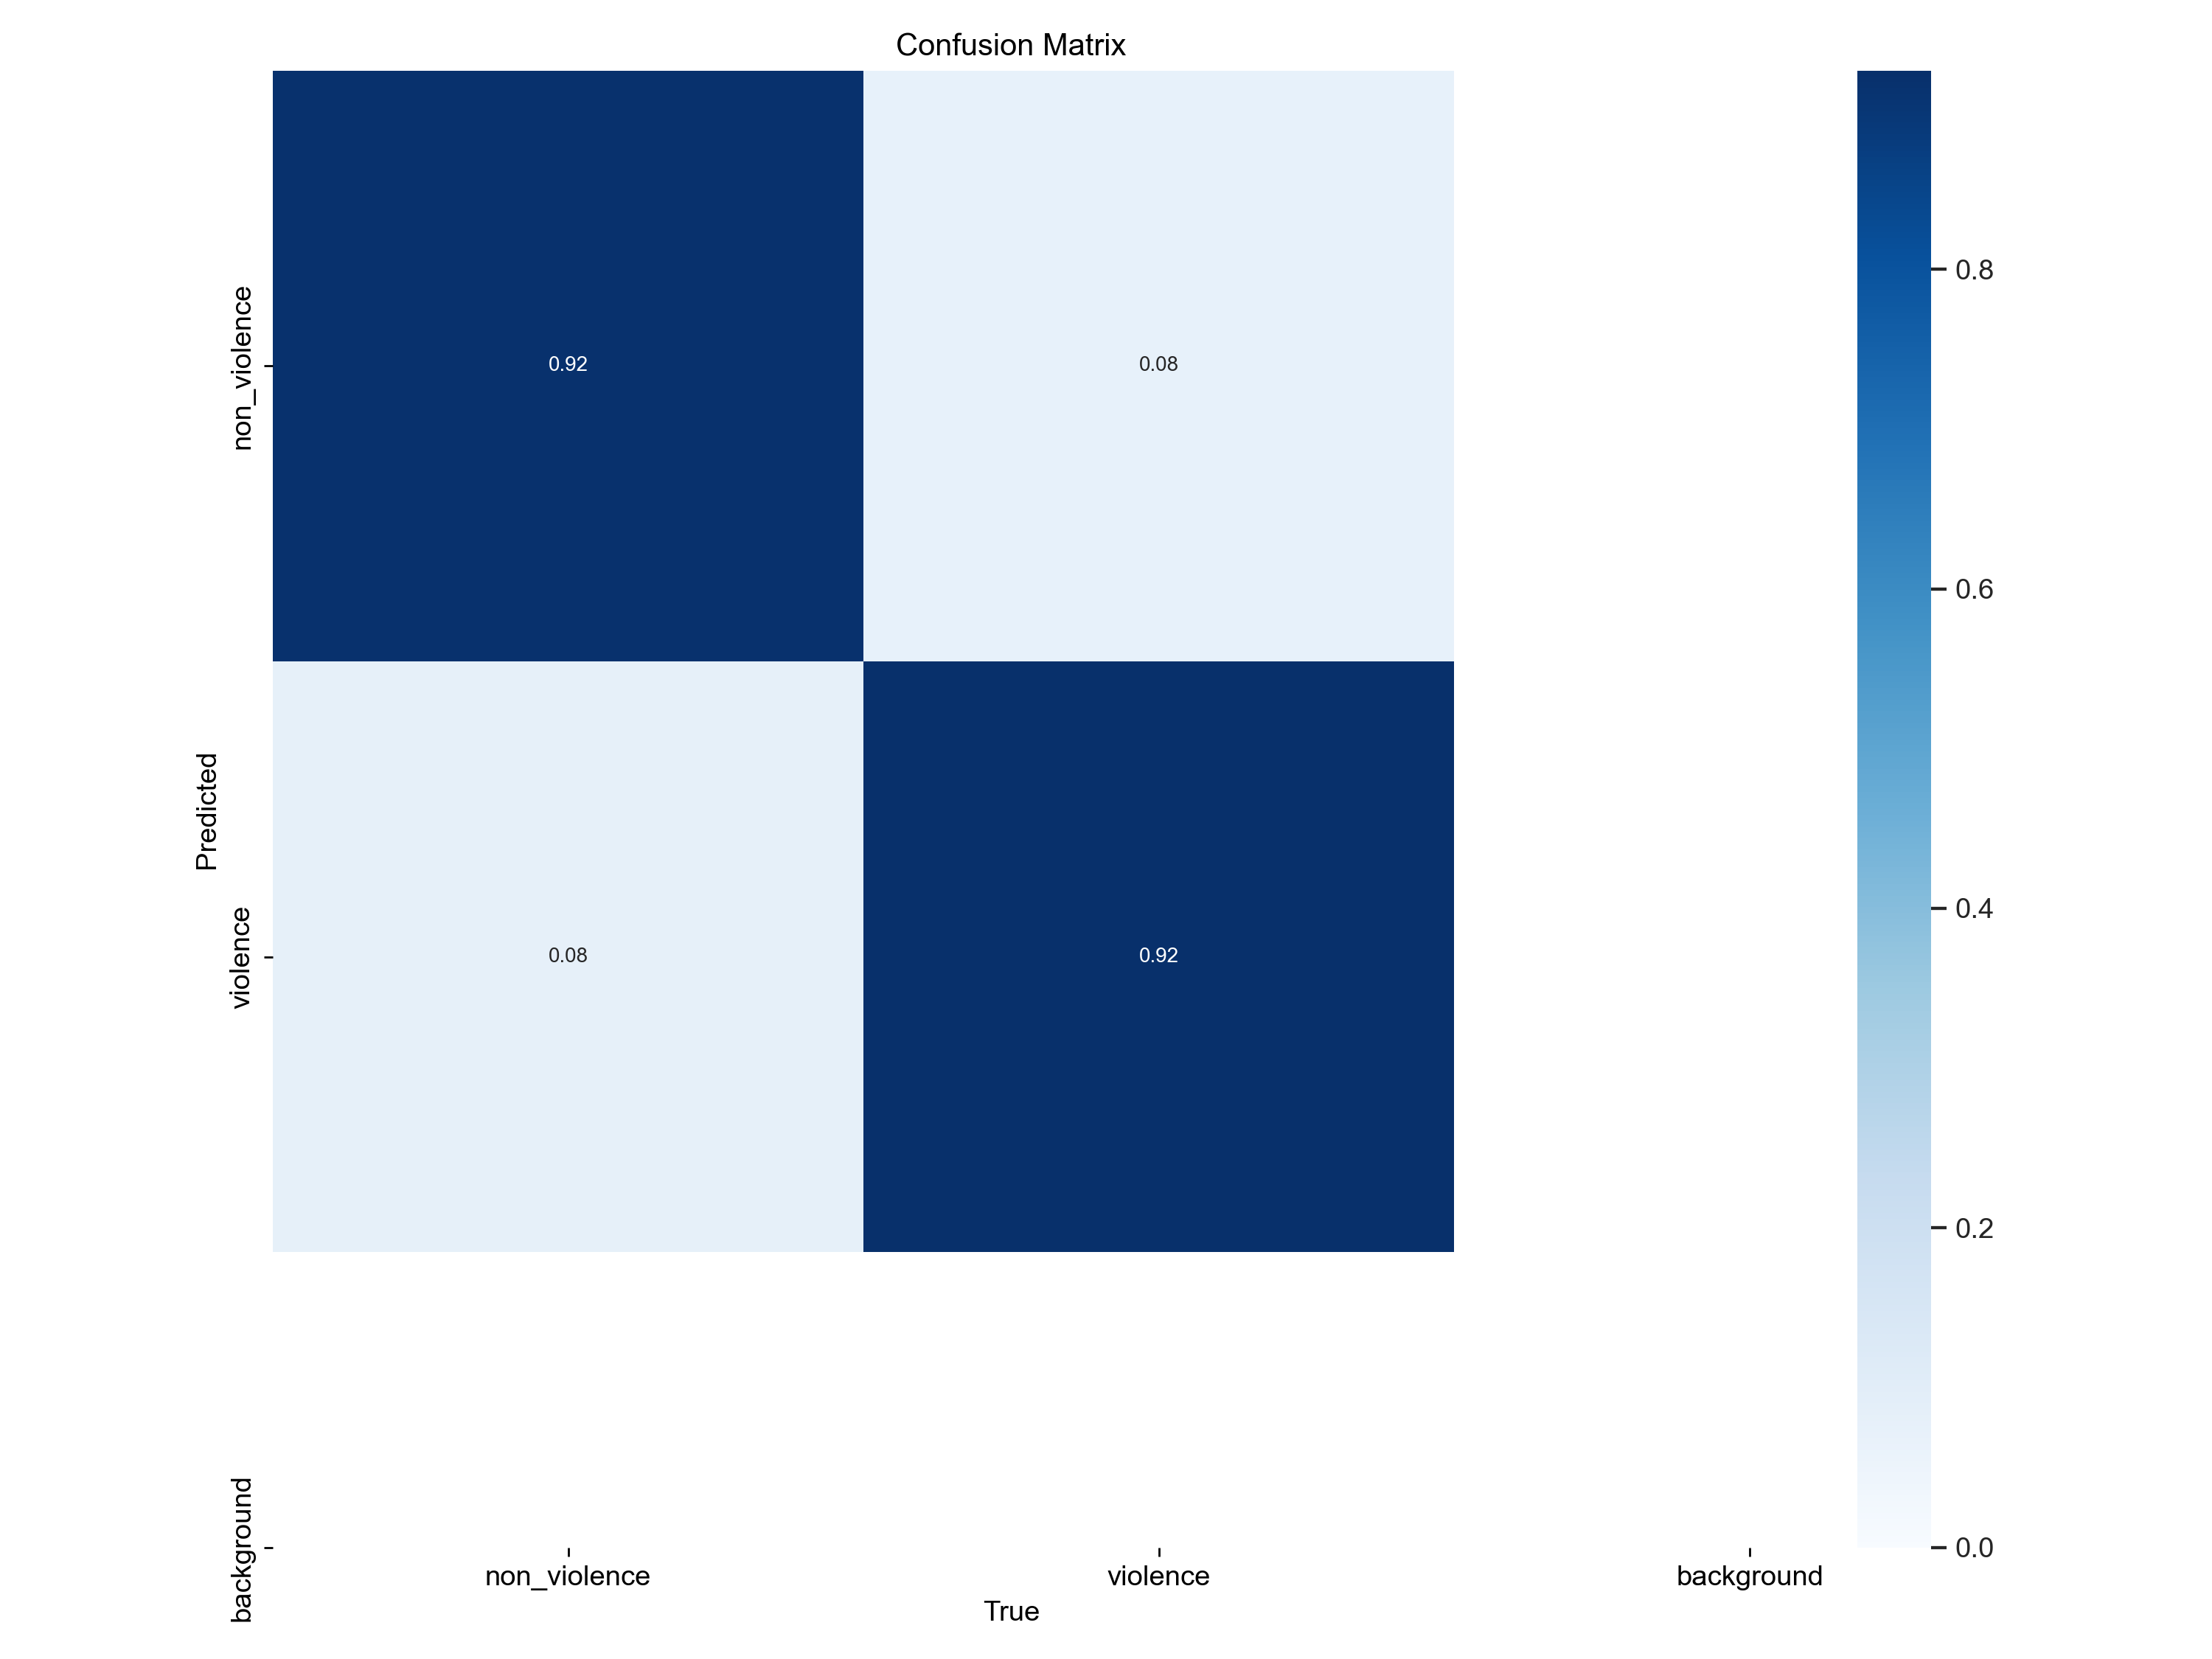 Confusion Matrix
non_violence
0.92
0.08
violence
0.08
0.92
background
Predicted
non_violence
violence
background
True
0.8
0.6
0.4
0.2
0.0